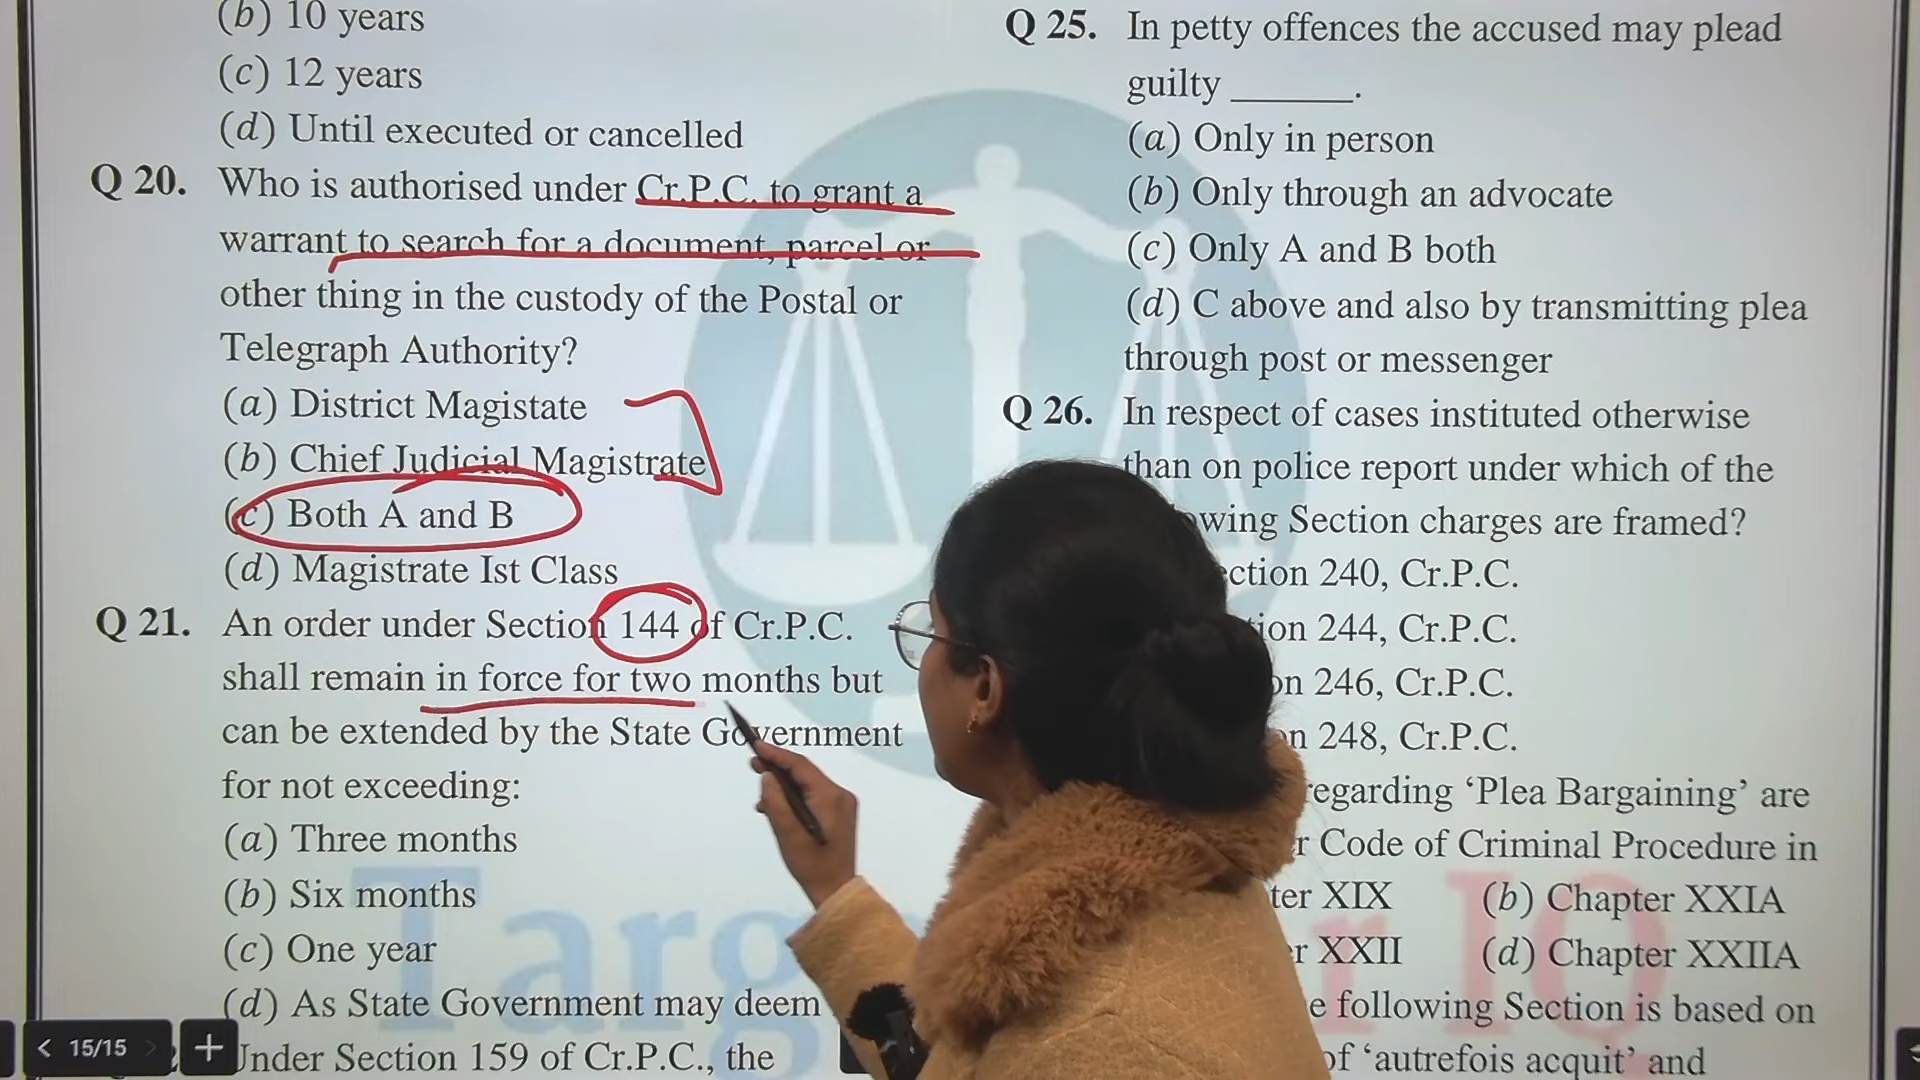 (b) 10 years
(c) 12 years
(d) Until executed or cancelled
Q 20. Who is authorised under Cr.P.C. to grant a
warrant to search for a document, parcel or
other thing in the custody of the Postal or
Telegraph Authority?
(a) District Magistate
(b) Chief Judicial Magistrate
(c) Both A and B
(d) Magistrate Ist Class
Q 21. An order under Section 144 of Cr.P.C.
shall remain in force for two months but
can be extended by the State Government
for not exceeding:
(a) Three months
(b) Six months
(c) One year
(d) As State Government may deem
Under Section 159 of Cr.P.C., the
15/15
Q 25. In petty offences the accused may plead
guilty ______.
(a) Only in person
(b) Only through an advocate
(c) Only A and B both
(d) C above and also by transmitting plea
through post or messenger
Q 26. In respect of cases instituted otherwise
than on police report under which of the
Section charges are framed?
240, Cr.P.C.
244, Cr.P.C.
246, Cr.P.C.
248, Cr.P.C.
regarding ‘Plea Bargaining’ are
Code of Criminal Procedure in
XIX (b) Chapter XXIA
XXII (d) Chapter XXIIA
following Section is based on
of ‘autrefois acquit’ and